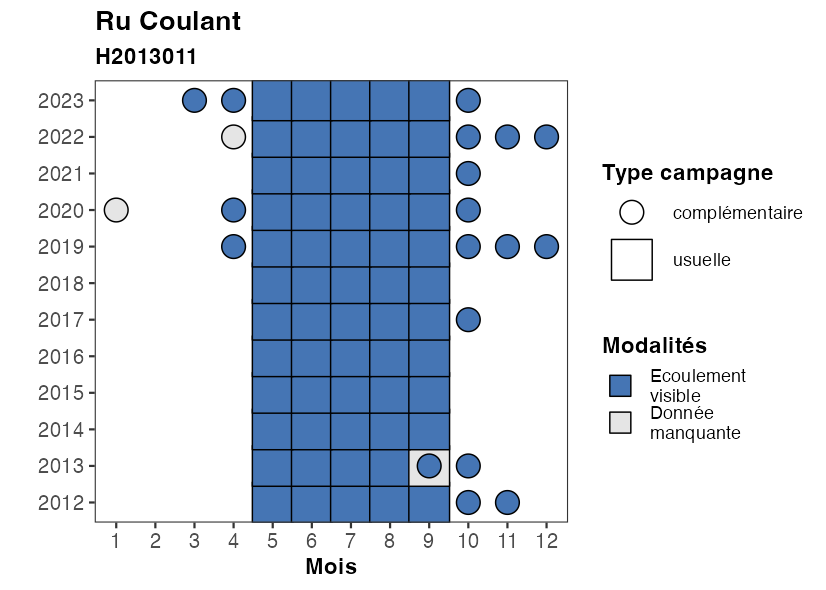 Ru Coulant
H2013011
2023
2022
2021
2020
2019
2018
2017
2016
2015
2014
2013
2012
1 2 3 4 5 6 7 8 9 10 11 12
Mois
Type campagne
complémentaire
usuelle
Modalités
Ecoulement
visible
Donnée
manquante